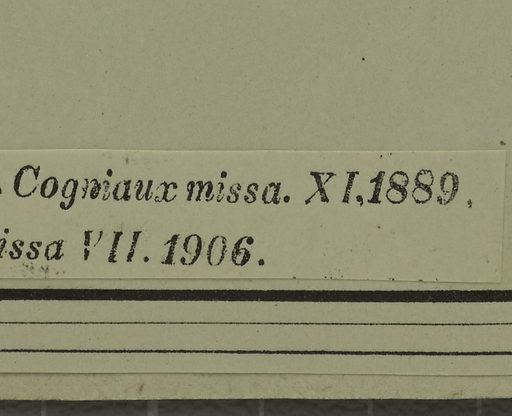 Cogniaux missa. XI, 1889.
issa VII. 1906.